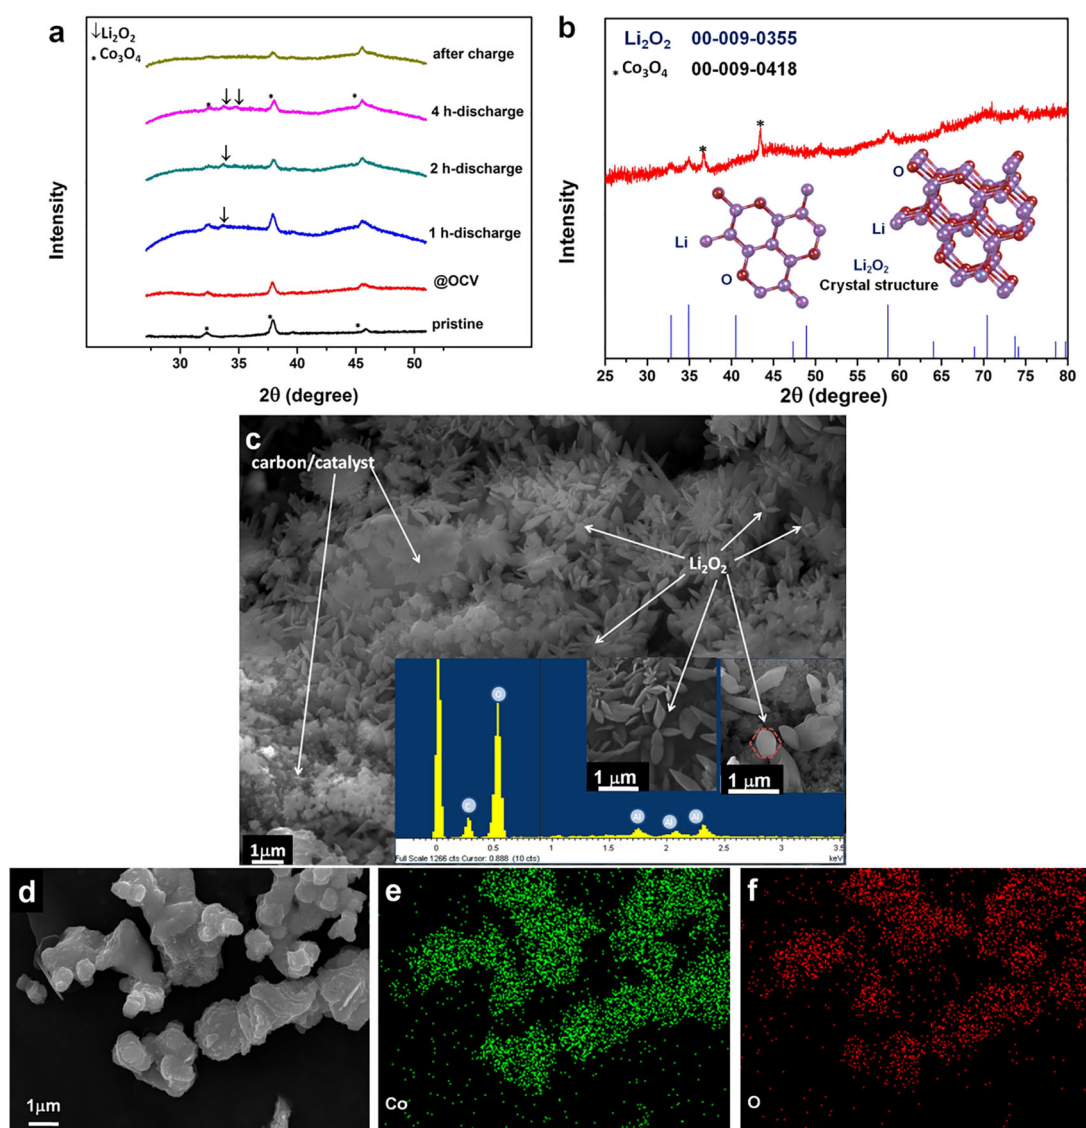 a
↓Li₂O₂
* Co₃O₄
after charge
4 h-discharge
2 h-discharge
1 h-discharge
@OCV
pristine
Intensity
30 35 40 45 50
2θ (degree)
b
Li₂O₂ 00-009-0355
* Co₃O₄ 00-009-0418
O
Li
O
Li
Li₂O₂
Crystal structure
Intensity
25 30 35 40 45 50 55 60 65 70 75 80
2θ (degree)
c
carbon/catalyst
Li₂O₂
O
C
Al
Al
Al
1 μm
1 μm
0 0.5 1 1.5 2 2.5 3 3.5
Full Scale 1266 cts Cursor: 0.888 (10 cts)
keV
1μm
d
1μm
e
Co
f
O